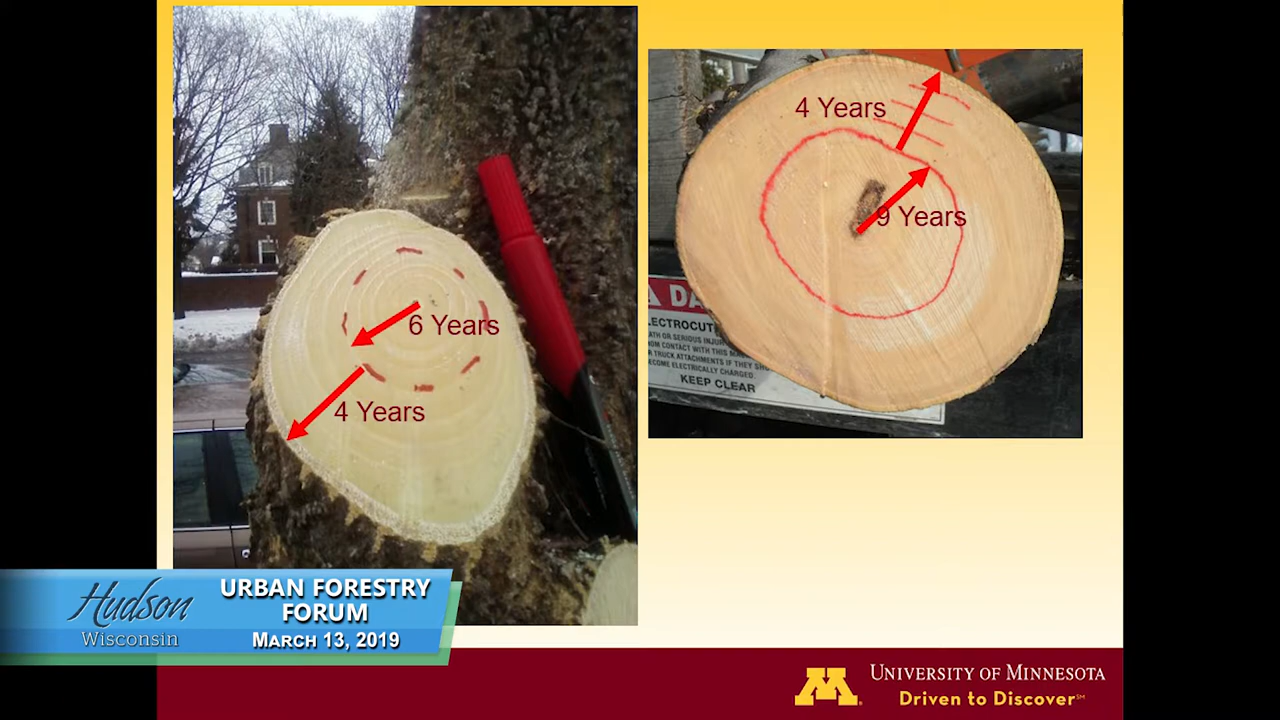 6 Years
4 Years
4 Years
9 Years
DA
ELECTROCUT
KEEP CLEAR
Hudson
Wisconsin
URBAN FORESTRY
FORUM
MARCH 13, 2019
UNIVERSITY OF MINNESOTA
Driven to Discover℠